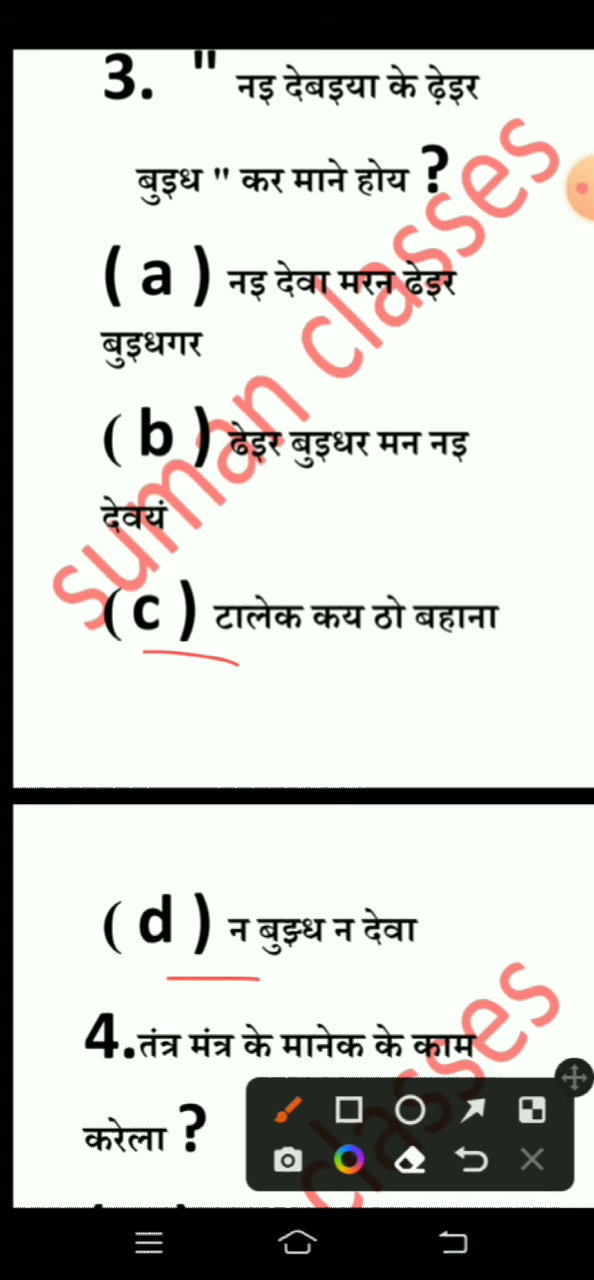 3. " नइ देबइया के ढ़ेइर
बुइध " कर माने होय ?
( a ) नइ देवा मरन ढेइर
बुइधगर
( b ) ढेइर बुइधर मन नइ
देवयं
( c ) टालेक कय ठो बहाना
suman classes
( d ) न बुझ्ध न देवा
4.तंत्र मंत्र के मानेक के काम
करेला ?
classes